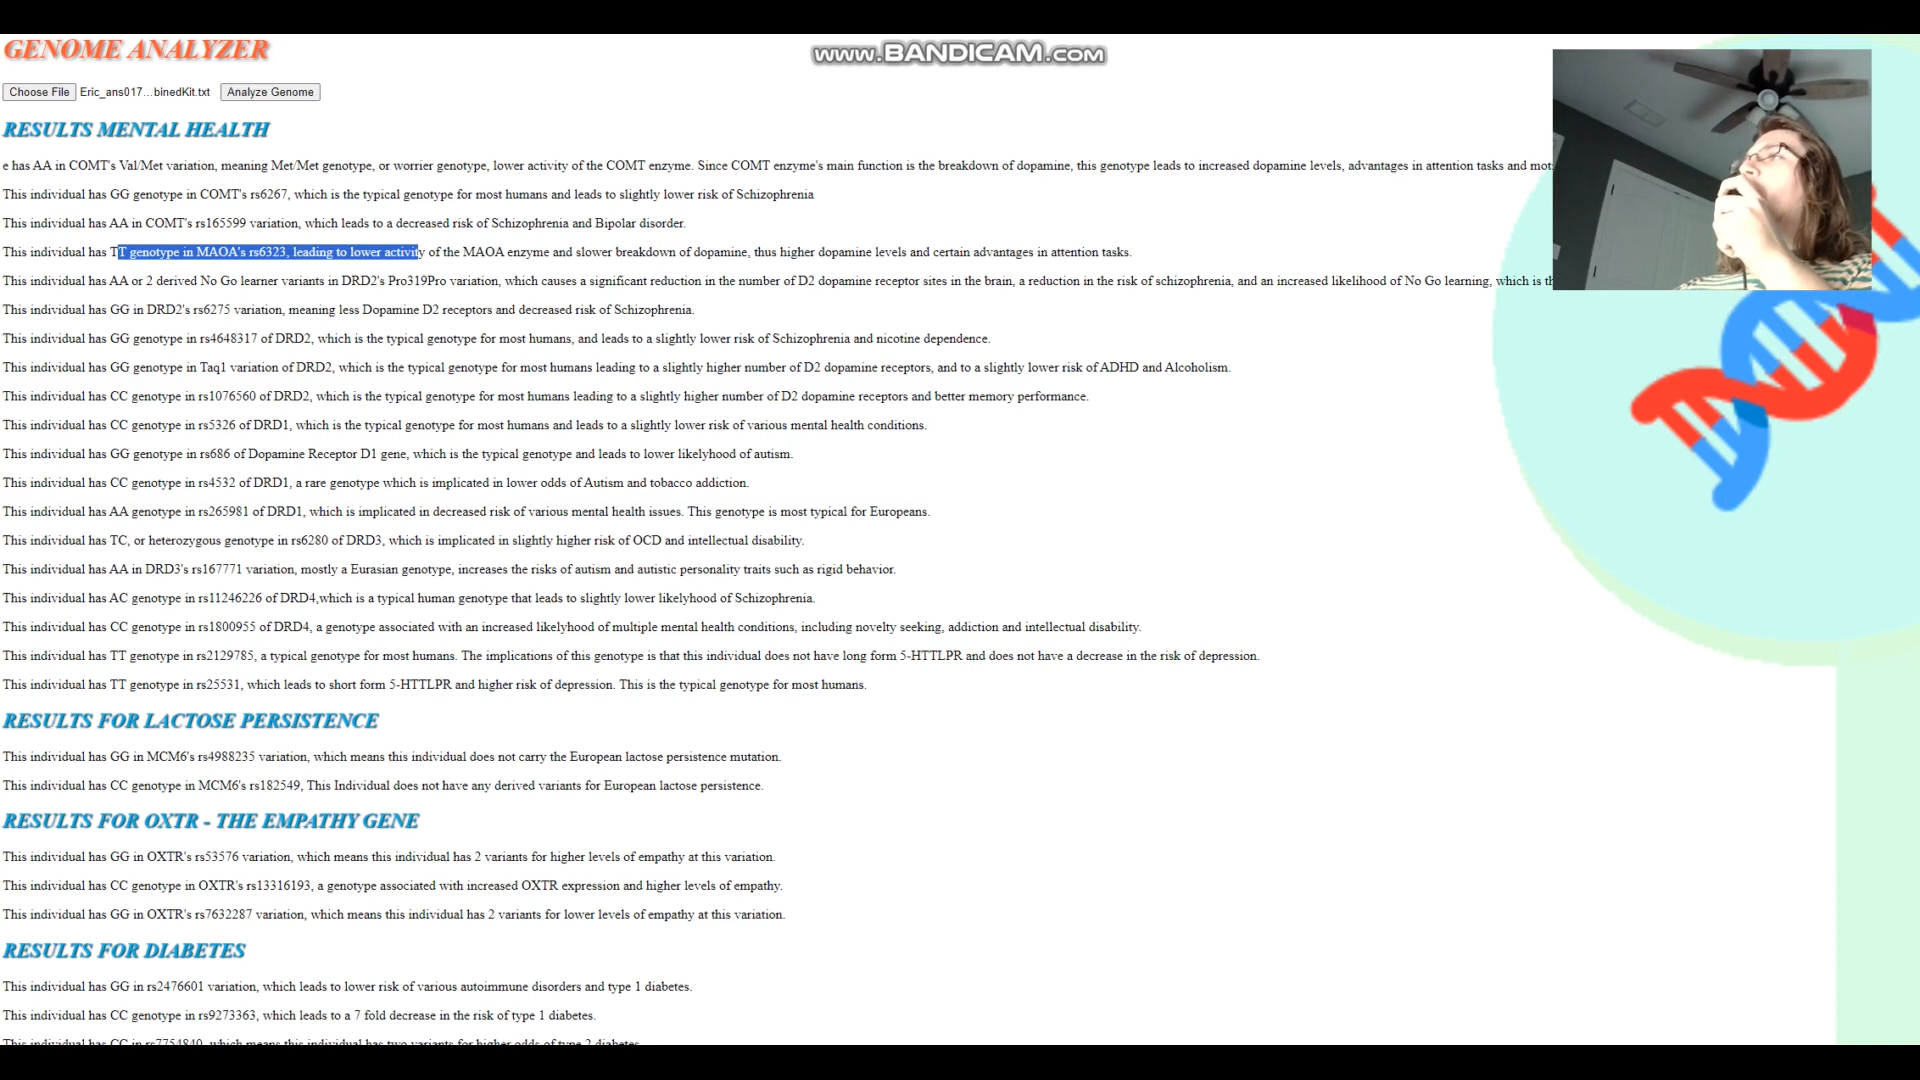 GENOME ANALYZER
www.BANDICAM.com
Choose File Eric_ans017...binedKit.txt Analyze Genome
RESULTS MENTAL HEALTH
e has AA in COMT's Val/Met variation, meaning Met/Met genotype, or worrier genotype, lower activity of the COMT enzyme. Since COMT enzyme's main function is the breakdown of dopamine, this genotype leads to increased dopamine levels, advantages in attention tasks and mot
This individual has GG genotype in COMT's rs6267, which is the typical genotype for most humans and leads to slightly lower risk of Schizophrenia
This individual has AA in COMT's rs165599 variation, which leads to a decreased risk of Schizophrenia and Bipolar disorder.
This individual has TT genotype in MAOA's rs6323, leading to lower activity of the MAOA enzyme and slower breakdown of dopamine, thus higher dopamine levels and certain advantages in attention tasks.
This individual has AA or 2 derived No Go learner variants in DRD2's Pro319Pro variation, which causes a significant reduction in the number of D2 dopamine receptor sites in the brain, a reduction in the risk of schizophrenia, and an increased likelihood of No Go learning, which is th
This individual has GG in DRD2's rs6275 variation, meaning less Dopamine D2 receptors and decreased risk of Schizophrenia.
This individual has GG genotype in rs4648317 of DRD2, which is the typical genotype for most humans, and leads to a slightly lower risk of Schizophrenia and nicotine dependence.
This individual has GG genotype in Taq1 variation of DRD2, which is the typical genotype for most humans leading to a slightly higher number of D2 dopamine receptors, and to a slightly lower risk of ADHD and Alcoholism.
This individual has CC genotype in rs1076560 of DRD2, which is the typical genotype for most humans leading to a slightly higher number of D2 dopamine receptors and better memory performance.
This individual has CC genotype in rs5326 of DRD1, which is the typical genotype for most humans and leads to a slightly lower risk of various mental health conditions.
This individual has GG genotype in rs686 of Dopamine Receptor D1 gene, which is the typical genotype and leads to lower likelyhood of autism.
This individual has CC genotype in rs4532 of DRD1, a rare genotype which is implicated in lower odds of Autism and tobacco addiction.
This individual has AA genotype in rs265981 of DRD1, which is implicated in decreased risk of various mental health issues. This genotype is most typical for Europeans.
This individual has TC, or heterozygous genotype in rs6280 of DRD3, which is implicated in slightly higher risk of OCD and intellectual disability.
This individual has AA in DRD3's rs167771 variation, mostly a Eurasian genotype, increases the risks of autism and autistic personality traits such as rigid behavior.
This individual has AC genotype in rs11246226 of DRD4,which is a typical human genotype that leads to slightly lower likelyhood of Schizophrenia.
This individual has CC genotype in rs1800955 of DRD4, a genotype associated with an increased likelyhood of multiple mental health conditions, including novelty seeking, addiction and intellectual disability.
This individual has TT genotype in rs2129785, a typical genotype for most humans. The implications of this genotype is that this individual does not have long form 5-HTTLPR and does not have a decrease in the risk of depression.
This individual has TT genotype in rs25531, which leads to short form 5-HTTLPR and higher risk of depression. This is the typical genotype for most humans.
RESULTS FOR LACTOSE PERSISTENCE
This individual has GG in MCM6's rs4988235 variation, which means this individual does not carry the European lactose persistence mutation.
This individual has CC genotype in MCM6's rs182549, This Individual does not have any derived variants for European lactose persistence.
RESULTS FOR OXTR - THE EMPATHY GENE
This individual has GG in OXTR's rs53576 variation, which means this individual has 2 variants for higher levels of empathy at this variation.
This individual has CC genotype in OXTR's rs13316193, a genotype associated with increased OXTR expression and higher levels of empathy.
This individual has GG in OXTR's rs7632287 variation, which means this individual has 2 variants for lower levels of empathy at this variation.
RESULTS FOR DIABETES
This individual has GG in rs2476601 variation, which leads to lower risk of various autoimmune disorders and type 1 diabetes.
This individual has CC genotype in rs9273363, which leads to a 7 fold decrease in the risk of type 1 diabetes.
This individual has CC in rs7754840, which means this individual has two variants for higher odds of type 2 diabetes.